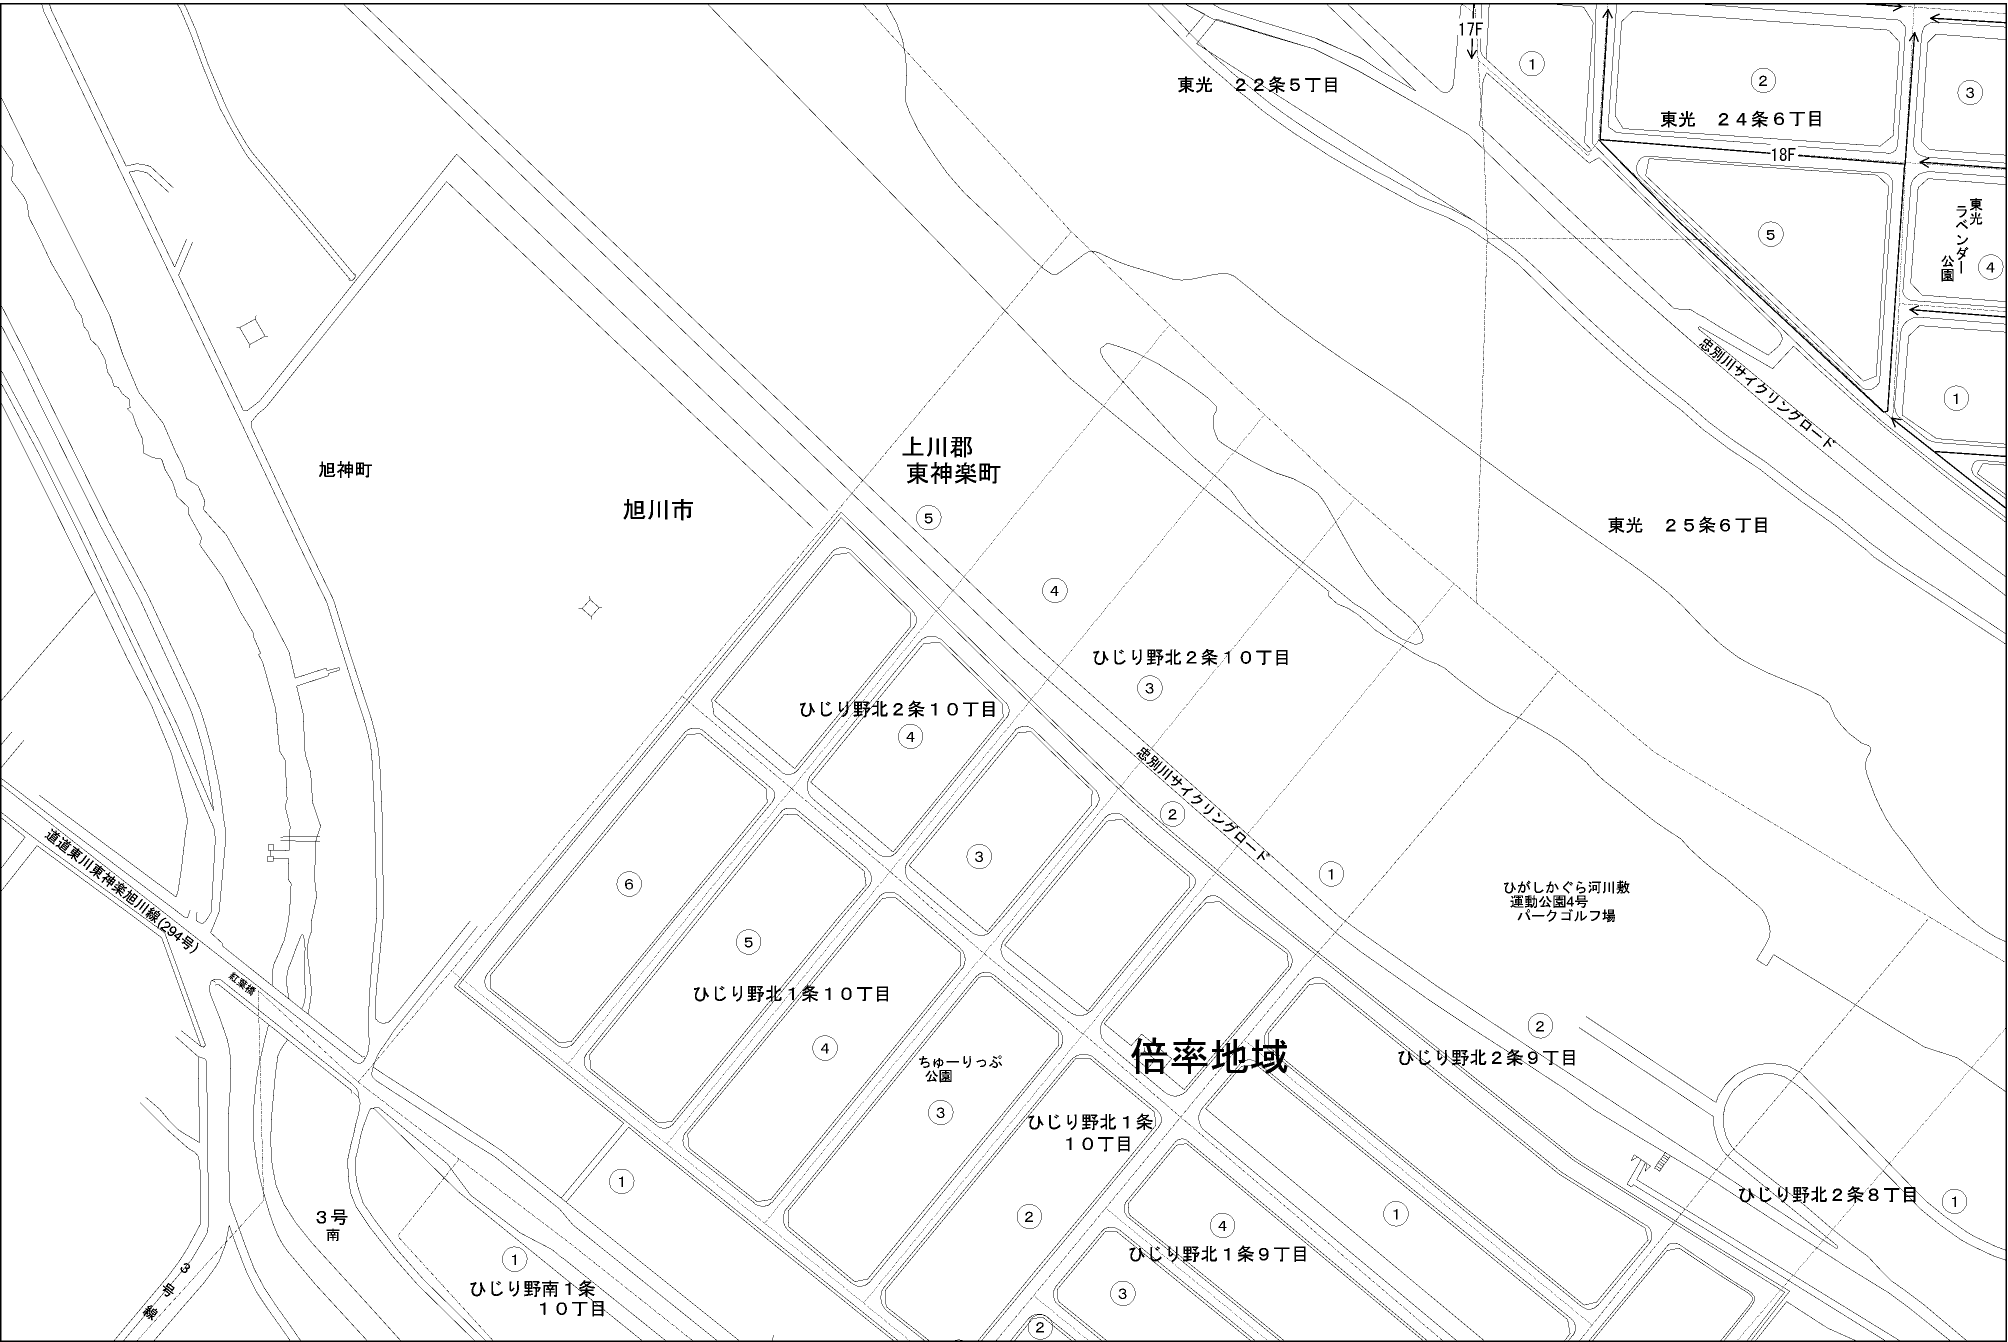 17F
①
東光　２２条５丁目
②
③
東光　２４条６丁目
18F
東光
ラベンダー
公園
⑤
④
忠別川サイクリングロード
①
上川郡
東神楽町
旭神町
旭川市
⑤
東光　２５条６丁目
④
ひじり野北２条１０丁目
③
ひじり野北２条１０丁目
④
忠別川サイクリングロード
②
道道東川東神楽旭川線(294号)
③
⑥
①
ひがしかぐら河川敷
運動公園4号
パークゴルフ場
⑤
紅葉橋
ひじり野北１条１０丁目
②
④
倍率地域
ひじり野北２条９丁目
ちゅーりっぷ
公園
③
ひじり野北１条
１０丁目
①
ひじり野北２条８丁目
①
３号
南
②
①
④
ひじり野北１条９丁目
①
３号線
ひじり野南１条
１０丁目
③
②